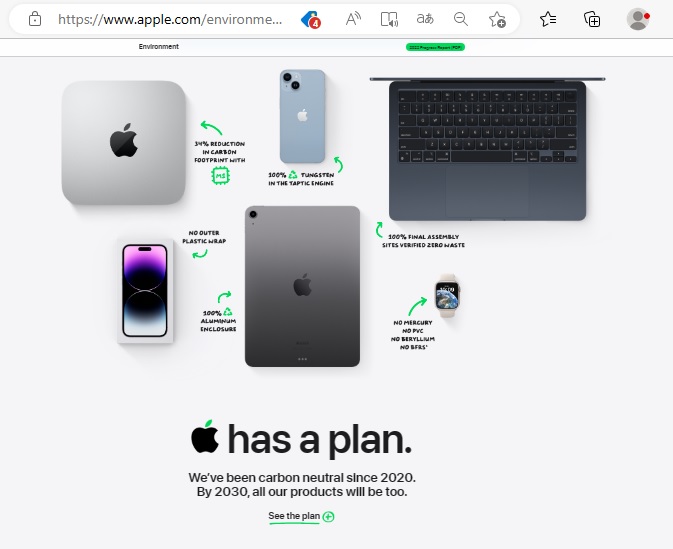 https://www.apple.com/environme...
4
Environment
2022 Progress Report (PDF)
34% REDUCTION
IN CARBON
FOOTPRINT WITH
100% TUNGSTEN
IN THE TAPTIC ENGINE
100% FINAL ASSEMBLY
SITES VERIFIED ZERO WASTE
NO OUTER
PLASTIC WRAP
100%
ALUMINUM
ENCLOSURE
NO MERCURY
NO PVC
NO BERYLLIUM
NO BFRS*
has a plan.
We've been carbon neutral since 2020.
By 2030, all our products will be too.
See the plan